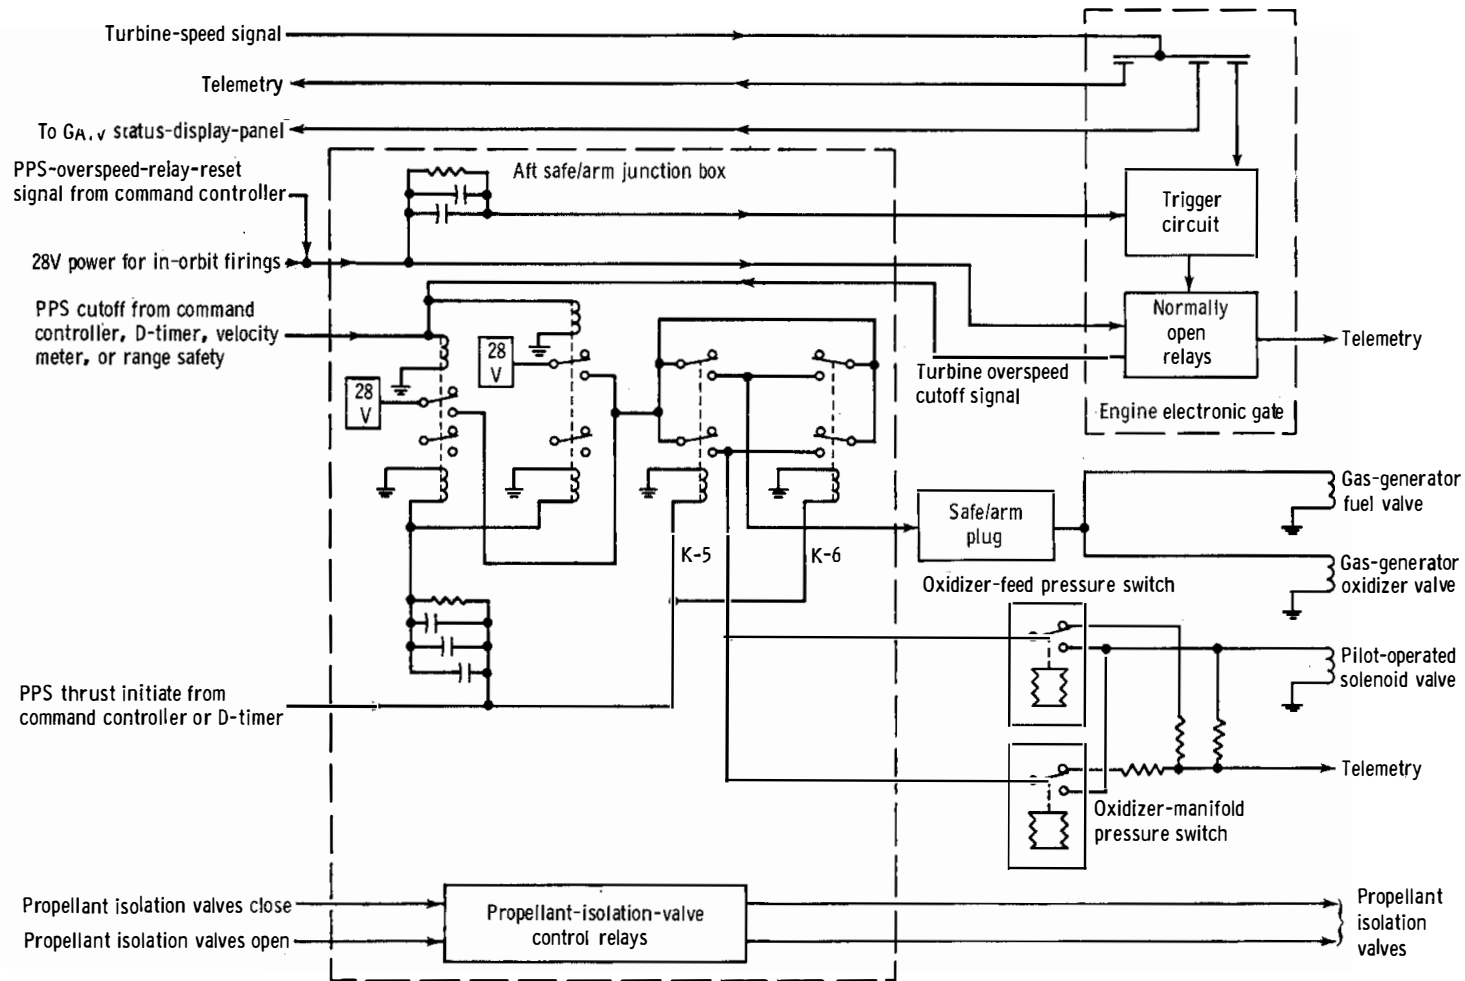 Turbine-speed signal
Telemetry
To GA.v status-display-panel
PPS-overspeed-relay-reset
signal from command controller
Aft safe/arm junction box
Trigger
circuit
28V power for in-orbit firings
PPS cutoff from command
controller, D-timer, velocity
meter, or range safety
28
V
28
V
Normally
open
relays
Telemetry
Turbine overspeed
cutoff signal
Engine electronic gate
Gas-generator
fuel valve
Safe/arm
plug
K-5
K-6
Gas-generator
oxidizer valve
Oxidizer-feed pressure switch
Pilot-operated
solenoid valve
PPS thrust initiate from
command controller or D-timer
Telemetry
Oxidizer-manifold
pressure switch
Propellant isolation valves close
Propellant isolation valves open
Propellant-isolation-valve
control relays
Propellant
isolation
valves